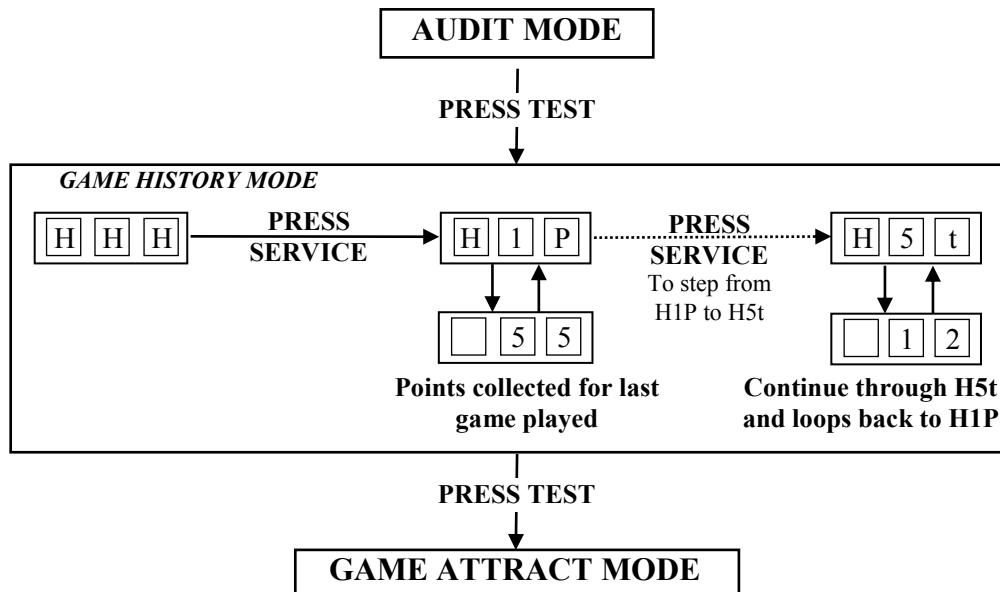 AUDIT MODE
PRESS TEST
GAME HISTORY MODE
H H H
PRESS
SERVICE
H 1 P
PRESS
SERVICE
To step from
H1P to H5t
H 5 t
5 5
1 2
Points collected for last
game played
Continue through H5t
and loops back to H1P
PRESS TEST
GAME ATTRACT MODE